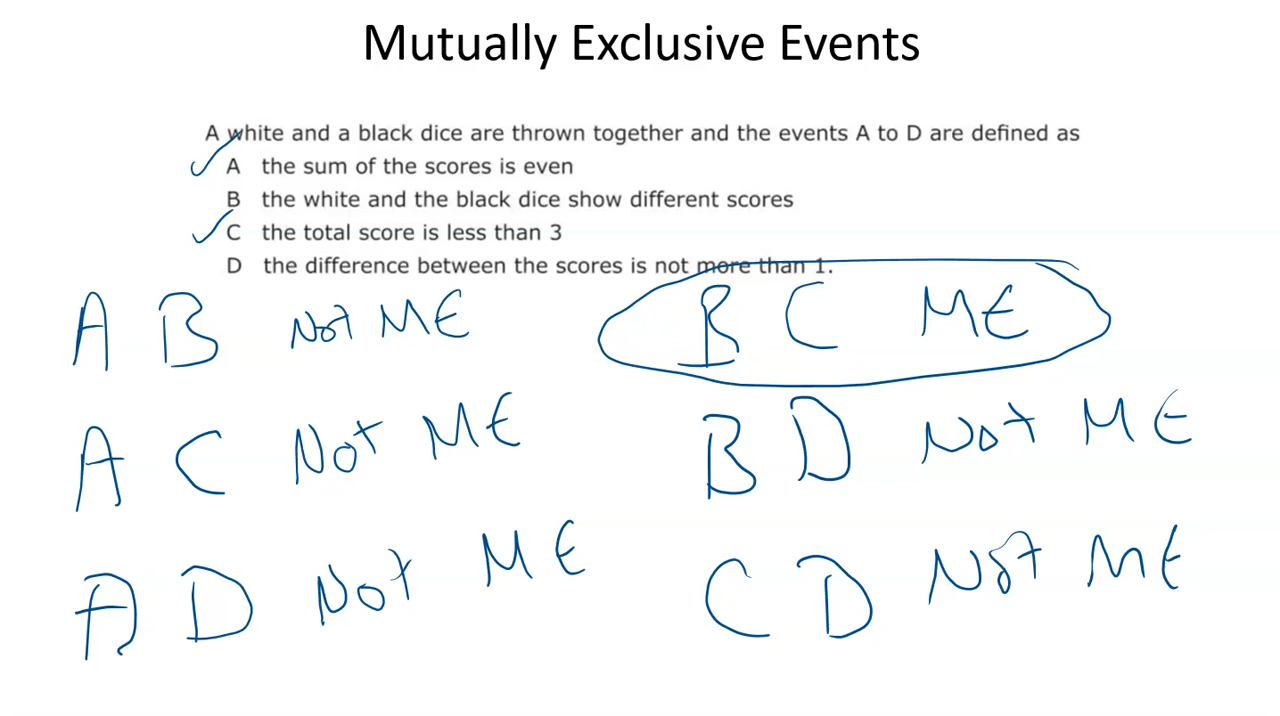 Mutually Exclusive Events
A white and a black dice are thrown together and the events A to D are defined as
A the sum of the scores is even
B the white and the black dice show different scores
C the total score is less than 3
D the difference between the scores is not more than 1.
A B Not ME
B C ME
A C Not ME
B D Not ME
A D Not ME
C D Not ME